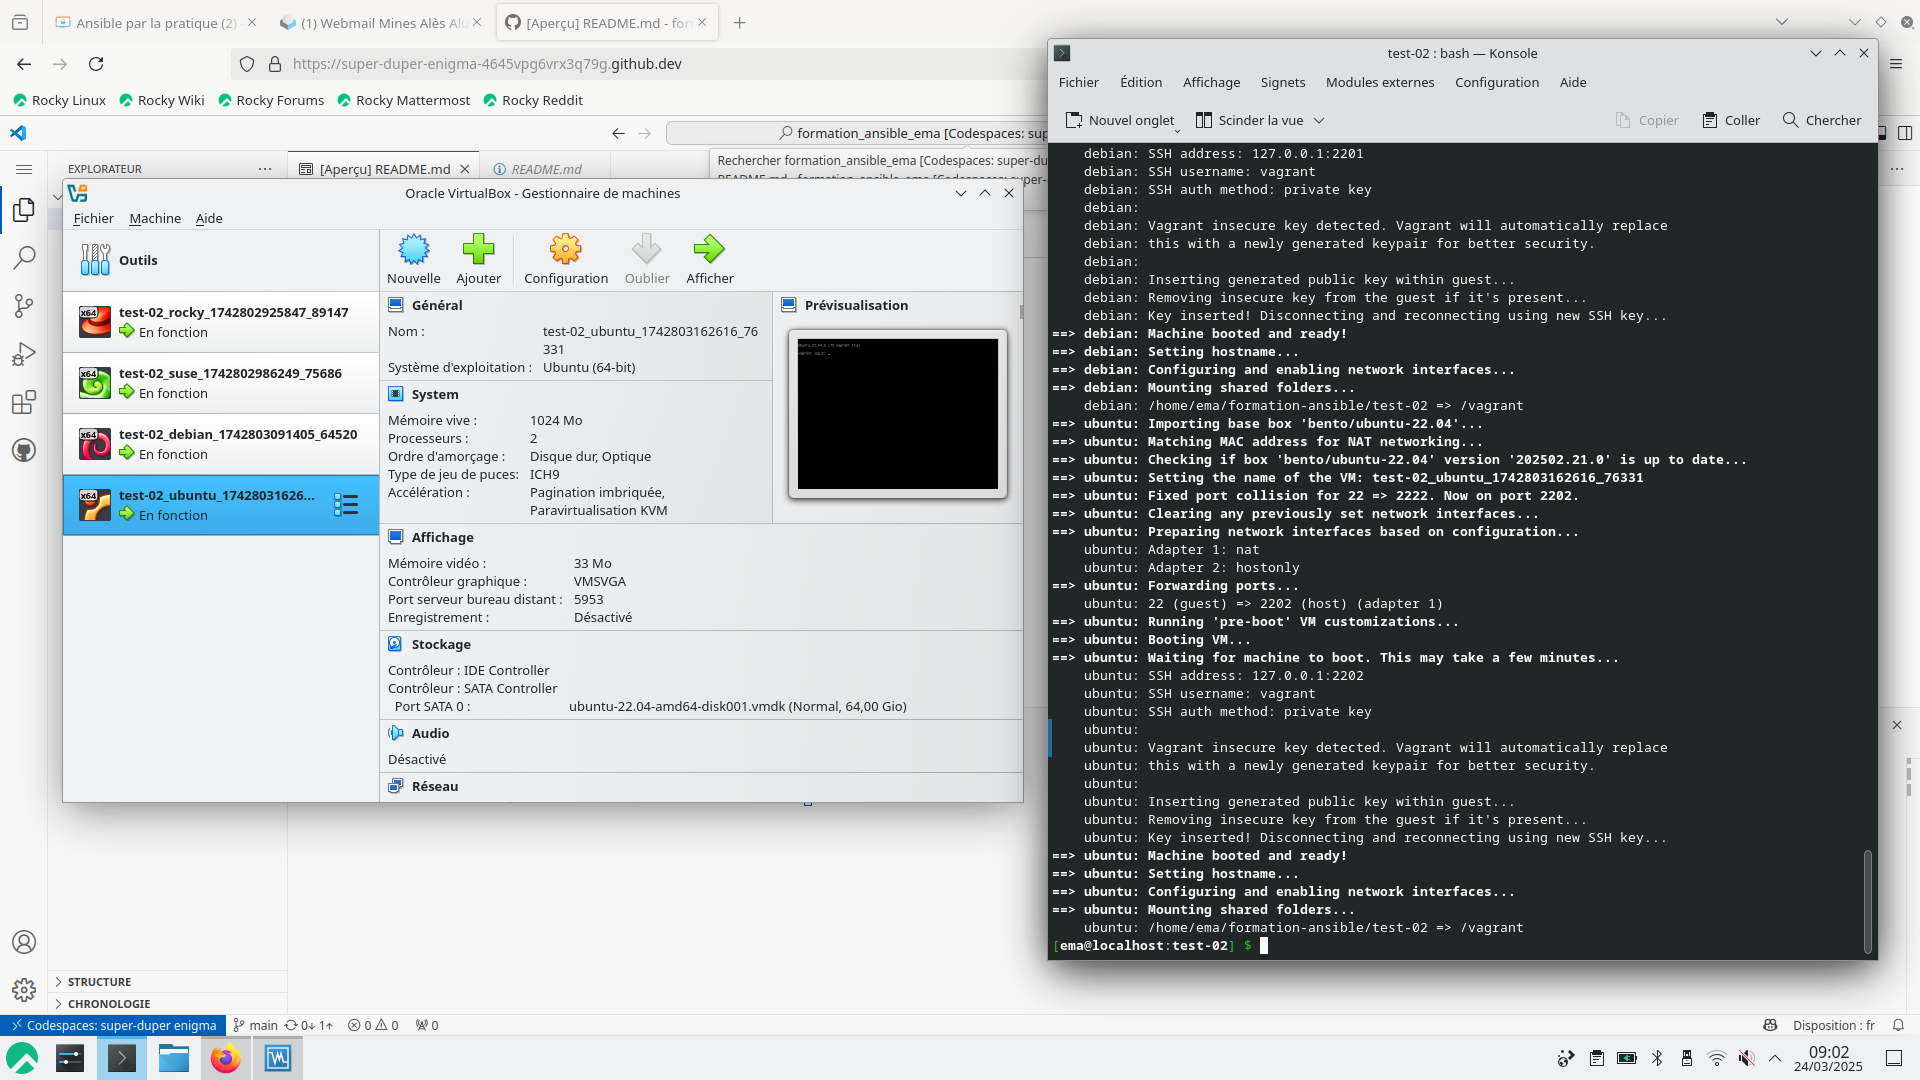 Ansible par la pratique (2)
(1) Webmail Mines Alès Alu
[Aperçu] README.md - for
https://super-duper-enigma-4645vpg6vrx3q79g.github.dev
Rocky Linux
Rocky Wiki
Rocky Forums
Rocky Mattermost
Rocky Reddit
formation_ansible_ema [Codespaces: sup
EXPLORATEUR
[Aperçu] README.md
README.md
Rechercher formation_ansible_ema [Codespaces: super-du
Oracle VirtualBox - Gestionnaire de machines
Fichier
Machine
Aide
Outils
Nouvelle
Ajouter
Configuration
Oublier
Afficher
test-02_rocky_1742802925847_89147
En fonction
test-02_suse_1742802986249_75686
En fonction
test-02_debian_1742803091405_64520
En fonction
test-02_ubuntu_17428031626...
En fonction
Général
Nom :
test-02_ubuntu_1742803162616_76
331
Système d'exploitation : Ubuntu (64-bit)
System
Mémoire vive : 1024 Mo
Processeurs : 2
Ordre d'amorçage : Disque dur, Optique
Type de jeu de puces: ICH9
Accélération : Pagination imbriquée,
Paravirtualisation KVM
Prévisualisation
Affichage
Mémoire vidéo : 33 Mo
Contrôleur graphique : VMSVGA
Port serveur bureau distant : 5953
Enregistrement : Désactivé
Stockage
Contrôleur : IDE Controller
Contrôleur : SATA Controller
Port SATA 0 : ubuntu-22.04-amd64-disk001.vmdk (Normal, 64,00 Gio)
Audio
Désactivé
Réseau
test-02 : bash — Konsole
Fichier
Édition
Affichage
Signets
Modules externes
Configuration
Aide
Nouvel onglet
Scinder la vue
Copier
Coller
Chercher
debian: SSH address: 127.0.0.1:2201
debian: SSH username: vagrant
debian: SSH auth method: private key
debian:
debian: Vagrant insecure key detected. Vagrant will automatically replace
debian: this with a newly generated keypair for better security.
debian:
debian: Inserting generated public key within guest...
debian: Removing insecure key from the guest if it's present...
debian: Key inserted! Disconnecting and reconnecting using new SSH key...
==> debian: Machine booted and ready!
==> debian: Setting hostname...
==> debian: Configuring and enabling network interfaces...
==> debian: Mounting shared folders...
debian: /home/ema/formation-ansible/test-02 => /vagrant
==> ubuntu: Importing base box 'bento/ubuntu-22.04'...
==> ubuntu: Matching MAC address for NAT networking...
==> ubuntu: Checking if box 'bento/ubuntu-22.04' version '202502.21.0' is up to date...
==> ubuntu: Setting the name of the VM: test-02_ubuntu_1742803162616_76331
==> ubuntu: Fixed port collision for 22 => 2222. Now on port 2202.
==> ubuntu: Clearing any previously set network interfaces...
==> ubuntu: Preparing network interfaces based on configuration...
ubuntu: Adapter 1: nat
ubuntu: Adapter 2: hostonly
==> ubuntu: Forwarding ports...
ubuntu: 22 (guest) => 2202 (host) (adapter 1)
==> ubuntu: Running 'pre-boot' VM customizations...
==> ubuntu: Booting VM...
==> ubuntu: Waiting for machine to boot. This may take a few minutes...
ubuntu: SSH address: 127.0.0.1:2202
ubuntu: SSH username: vagrant
ubuntu: SSH auth method: private key
ubuntu:
ubuntu: Vagrant insecure key detected. Vagrant will automatically replace
ubuntu: this with a newly generated keypair for better security.
ubuntu:
ubuntu: Inserting generated public key within guest...
ubuntu: Removing insecure key from the guest if it's present...
ubuntu: Key inserted! Disconnecting and reconnecting using new SSH key...
==> ubuntu: Machine booted and ready!
==> ubuntu: Setting hostname...
==> ubuntu: Configuring and enabling network interfaces...
==> ubuntu: Mounting shared folders...
ubuntu: /home/ema/formation-ansible/test-02 => /vagrant
[ema@localhost:test-02] $
STRUCTURE
CHRONOLOGIE
Codespaces: super-duper enigma
main
0↓ 1↑
0
0
0
Disposition : fr
09:02
24/03/2025